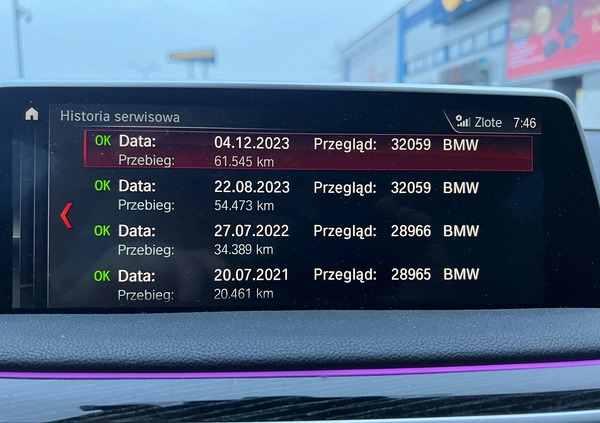 Historia serwisowa
Zlote 7:46
OK Data: 04.12.2023 Przegląd: 32059 BMW
Przebieg: 61.545 km
OK Data: 22.08.2023 Przegląd: 32059 BMW
Przebieg: 54.473 km
OK Data: 27.07.2022 Przegląd: 28966 BMW
Przebieg: 34.389 km
OK Data: 20.07.2021 Przegląd: 28965 BMW
Przebieg: 20.461 km